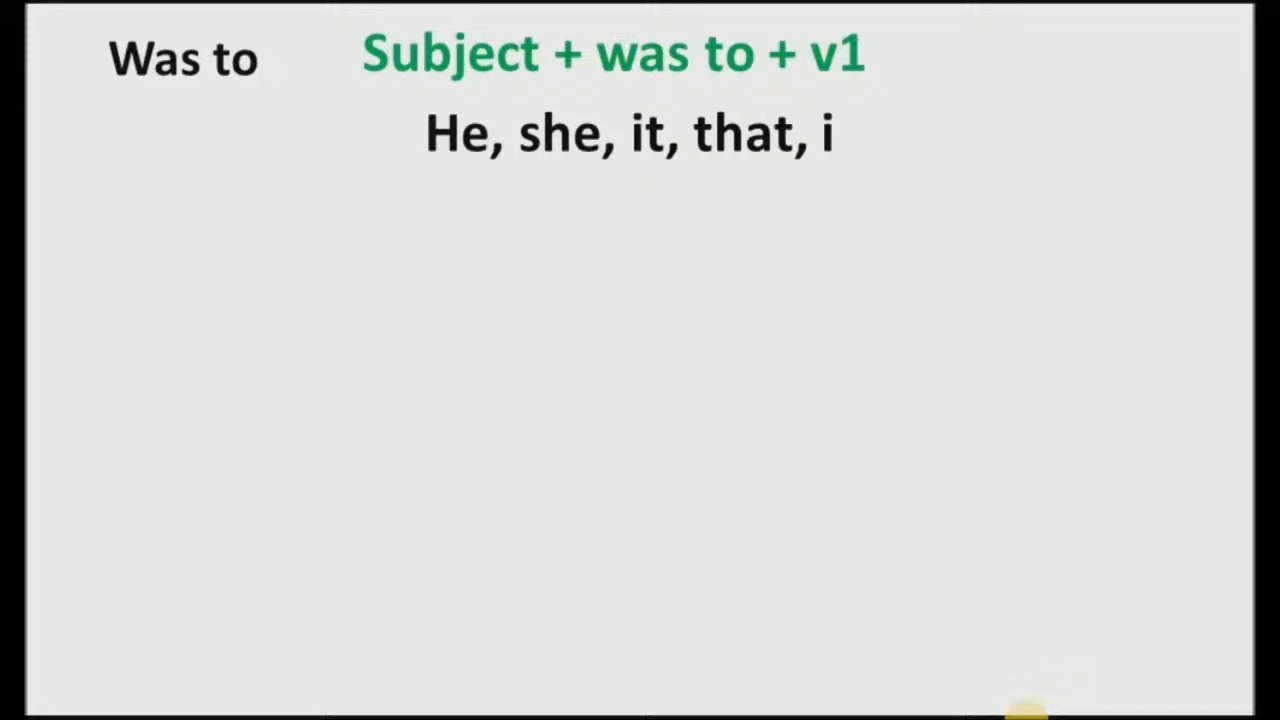 Was to Subject + was to + v1
He, she, it, that, i